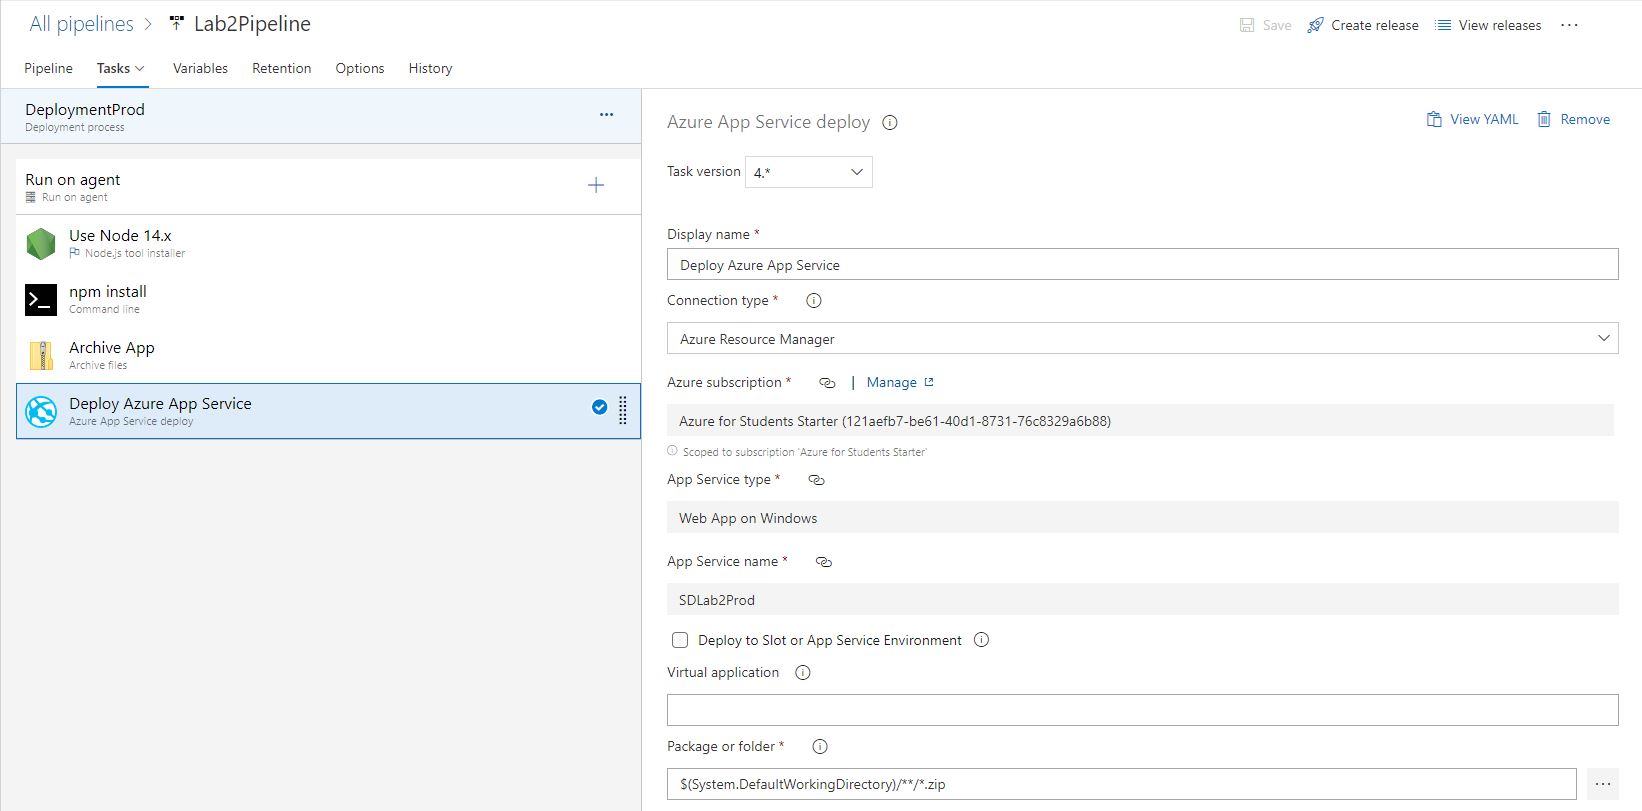 All pipelines > Lab2Pipeline
Save Create release View releases ...
Pipeline Tasks Variables Retention Options History
DeploymentProd
Deployment process
...
Run on agent
Run on agent
Use Node 14.x
Node.js tool installer
npm install
Command line
Archive App
Archive files
Deploy Azure App Service
Azure App Service deploy
Azure App Service deploy
View YAML Remove
Task version 4.*
Display name *
Deploy Azure App Service
Connection type *
Azure Resource Manager
Azure subscription * | Manage
Azure for Students Starter (121aefb7-be61-40d1-8731-76c8329a6b88)
Scoped to subscription 'Azure for Students Starter'
App Service type *
Web App on Windows
App Service name *
SDLab2Prod
Deploy to Slot or App Service Environment
Virtual application
Package or folder *
$(System.DefaultWorkingDirectory)/**/*.zip
...